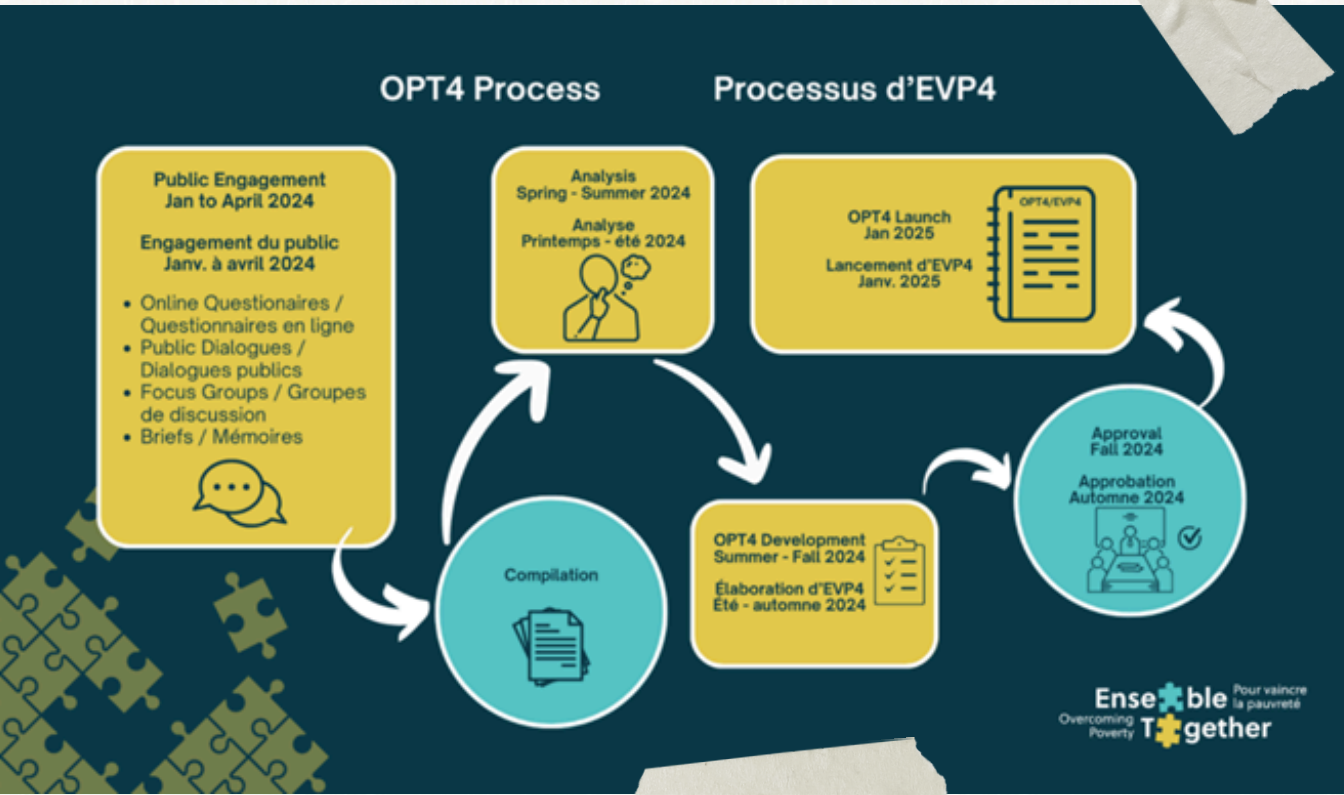 OPT4 Process
Processus d'EVP4
Public Engagement
Jan to April 2024
Engagement du public
Janv. à avril 2024
• Online Questionaires /
Questionnaires en ligne
• Public Dialogues /
Dialogues publics
• Focus Groups / Groupes
de discussion
• Briefs / Mémoires
Compilation
Analysis
Spring - Summer 2024
Analyse
Printemps - été 2024
OPT4 Development
Summer - Fall 2024
Élaboration d'EVP4
Été - automne 2024
Approval
Fall 2024
Approbation
Automne 2024
OPT4 Launch
Jan 2025
Lancement d'EVP4
Janv. 2025
OPT4/EVP4
Ensemble Pour vaincre
la pauvreté
Overcoming
Poverty Together